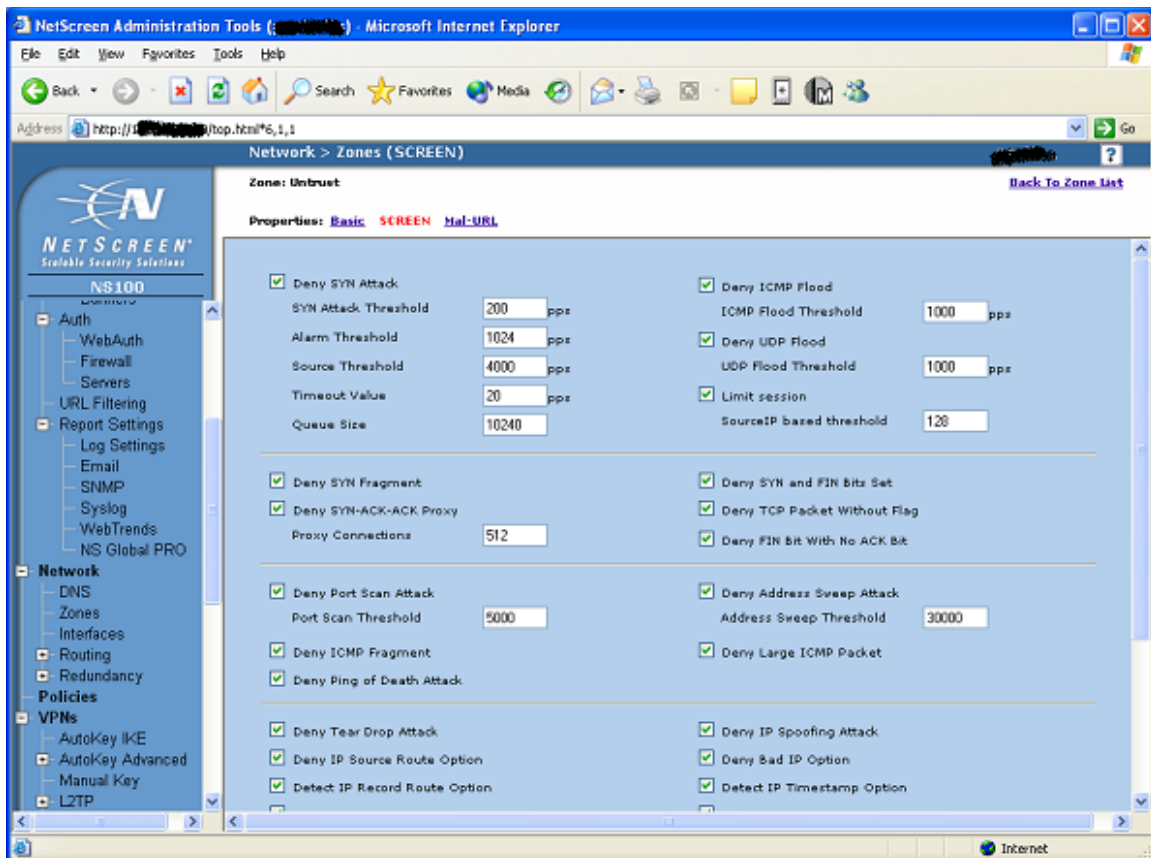 NetScreen Administration Tools ( ) - Microsoft Internet Explorer
File Edit View Favorites Tools Help
Back Search Favorites Media
Address http:// /top.html*6,1,1 Go
Network > Zones (SCREEN) ?
Zone: Untrust Back To Zone List
Properties: Basic SCREEN Mal-URL
N
NETSCREEN
Scalable Security Solutions
NS100
Banners
Auth
WebAuth
Firewall
Servers
URL Filtering
Report Settings
Log Settings
Email
SNMP
Syslog
WebTrends
NS Global PRO
Network
DNS
Zones
Interfaces
Routing
Redundancy
Policies
VPNs
AutoKey IKE
AutoKey Advanced
Manual Key
L2TP
Deny SYN Attack
SYN Attack Threshold 200 pps
Alarm Threshold 1024 pps
Source Threshold 4000 pps
Timeout Value 20 pps
Queue Size 10240
Deny ICMP Flood
ICMP Flood Threshold 1000 pps
Deny UDP Flood
UDP Flood Threshold 1000 pps
Limit session
SourceIP based threshold 128
Deny SYN Fragment
Deny SYN-ACK-ACK Proxy
Proxy Connections 512
Deny SYN and FIN Bits Set
Deny TCP Packet Without Flag
Deny FIN Bit With No ACK Bit
Deny Port Scan Attack
Port Scan Threshold 5000
Deny ICMP Fragment
Deny Ping of Death Attack
Deny Address Sweep Attack
Address Sweep Threshold 30000
Deny Large ICMP Packet
Deny Tear Drop Attack
Deny IP Source Route Option
Detect IP Record Route Option
Deny IP Spoofing Attack
Deny Bad IP Option
Detect IP Timestamp Option
Internet